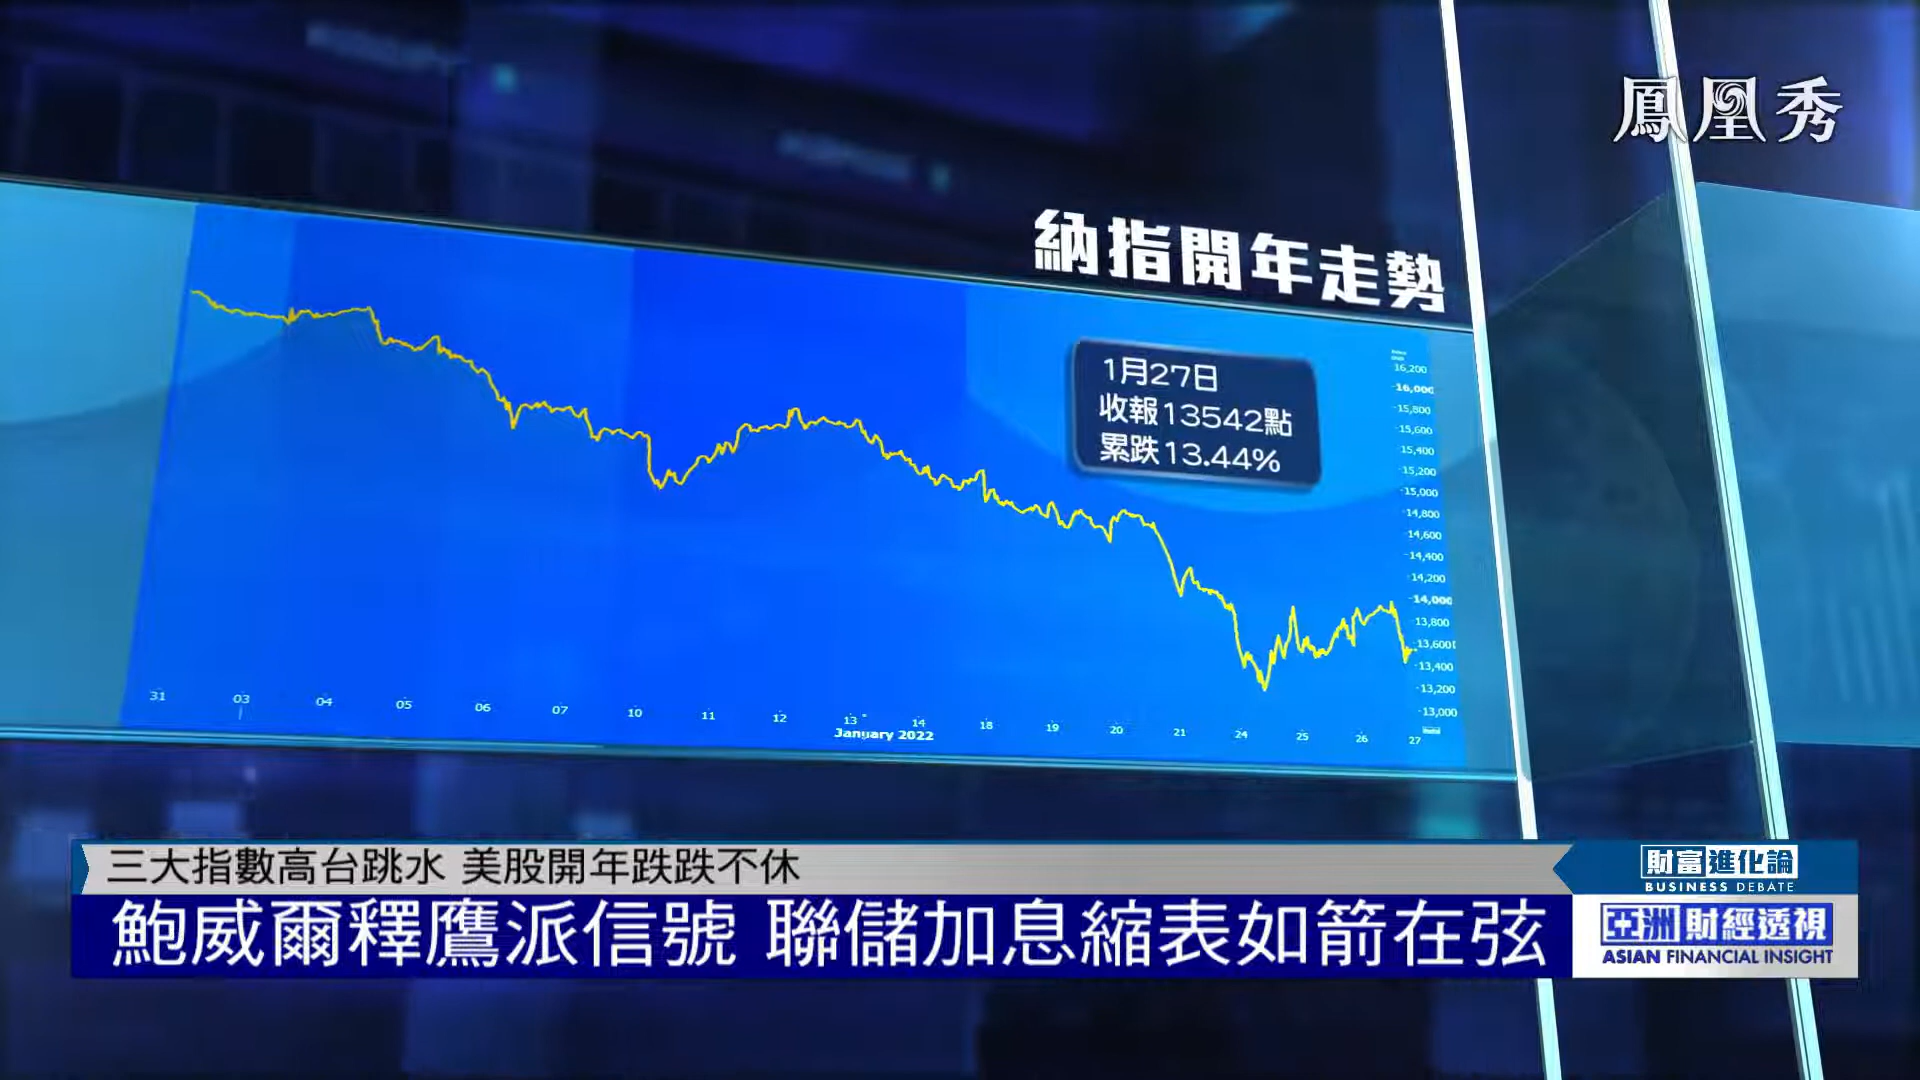 鳳凰秀
納指開年走勢
1月27日
收報13542點
累跌13.44%
16,200
16,000
15,800
15,600
15,400
15,200
15,000
14,800
14,600
14,400
14,200
14,000
13,800
13,600
13,400
13,200
13,000
31 03 04 05 06 07 10 11 12 13 14 18 19 20 21 24 25 26 27
January 2022
三大指數高台跳水 美股開年跌跌不休
財富進化論
BUSINESS DEBATE
鮑威爾釋鷹派信號 聯儲加息縮表如箭在弦
亞洲財經透視
ASIAN FINANCIAL INSIGHT